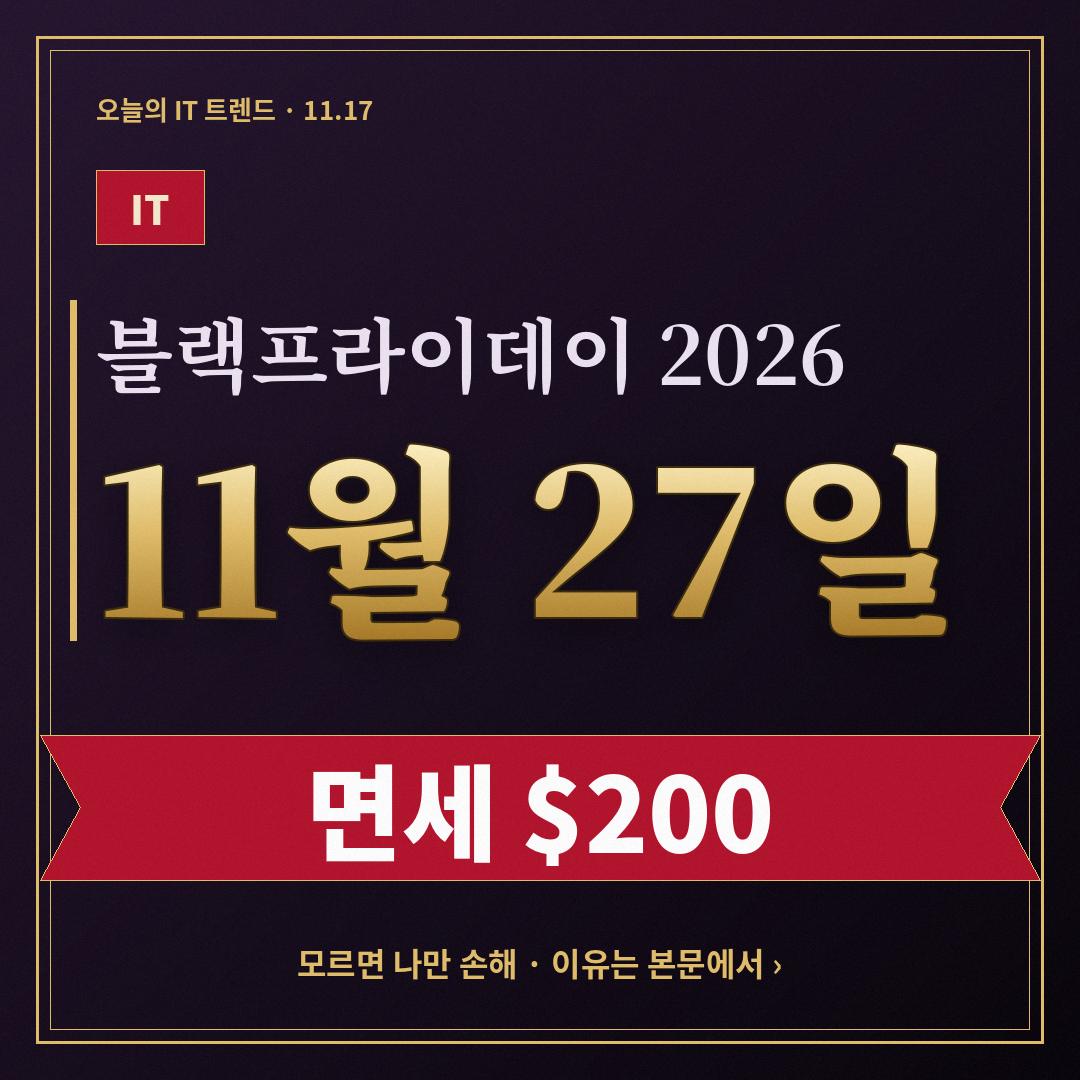 오늘의 IT 트렌드 · 11.17
IT
블랙프라이데이 2026
11월 27일
면세 $200
모르면 나만 손해 · 이유는 본문에서 ›